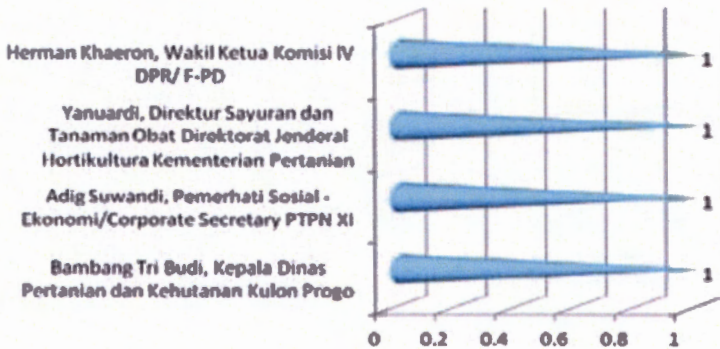 Herman Khaeron, Wakil Ketua Komisi IV
DPR/ F-PD
1
Yanuardi, Direktur Sayuran dan
Tanaman Obat Direktorat Jenderal
Hortikultura Kementerian Pertanian
1
Adig Suwandi, Pemerhati Sosial -
Ekonomi/Corporate Secretary PTPN XI
1
Bambang Tri Budi, Kepala Dinas
Pertanian dan Kehutanan Kulon Progo
1
0 0.2 0.4 0.6 0.8 1